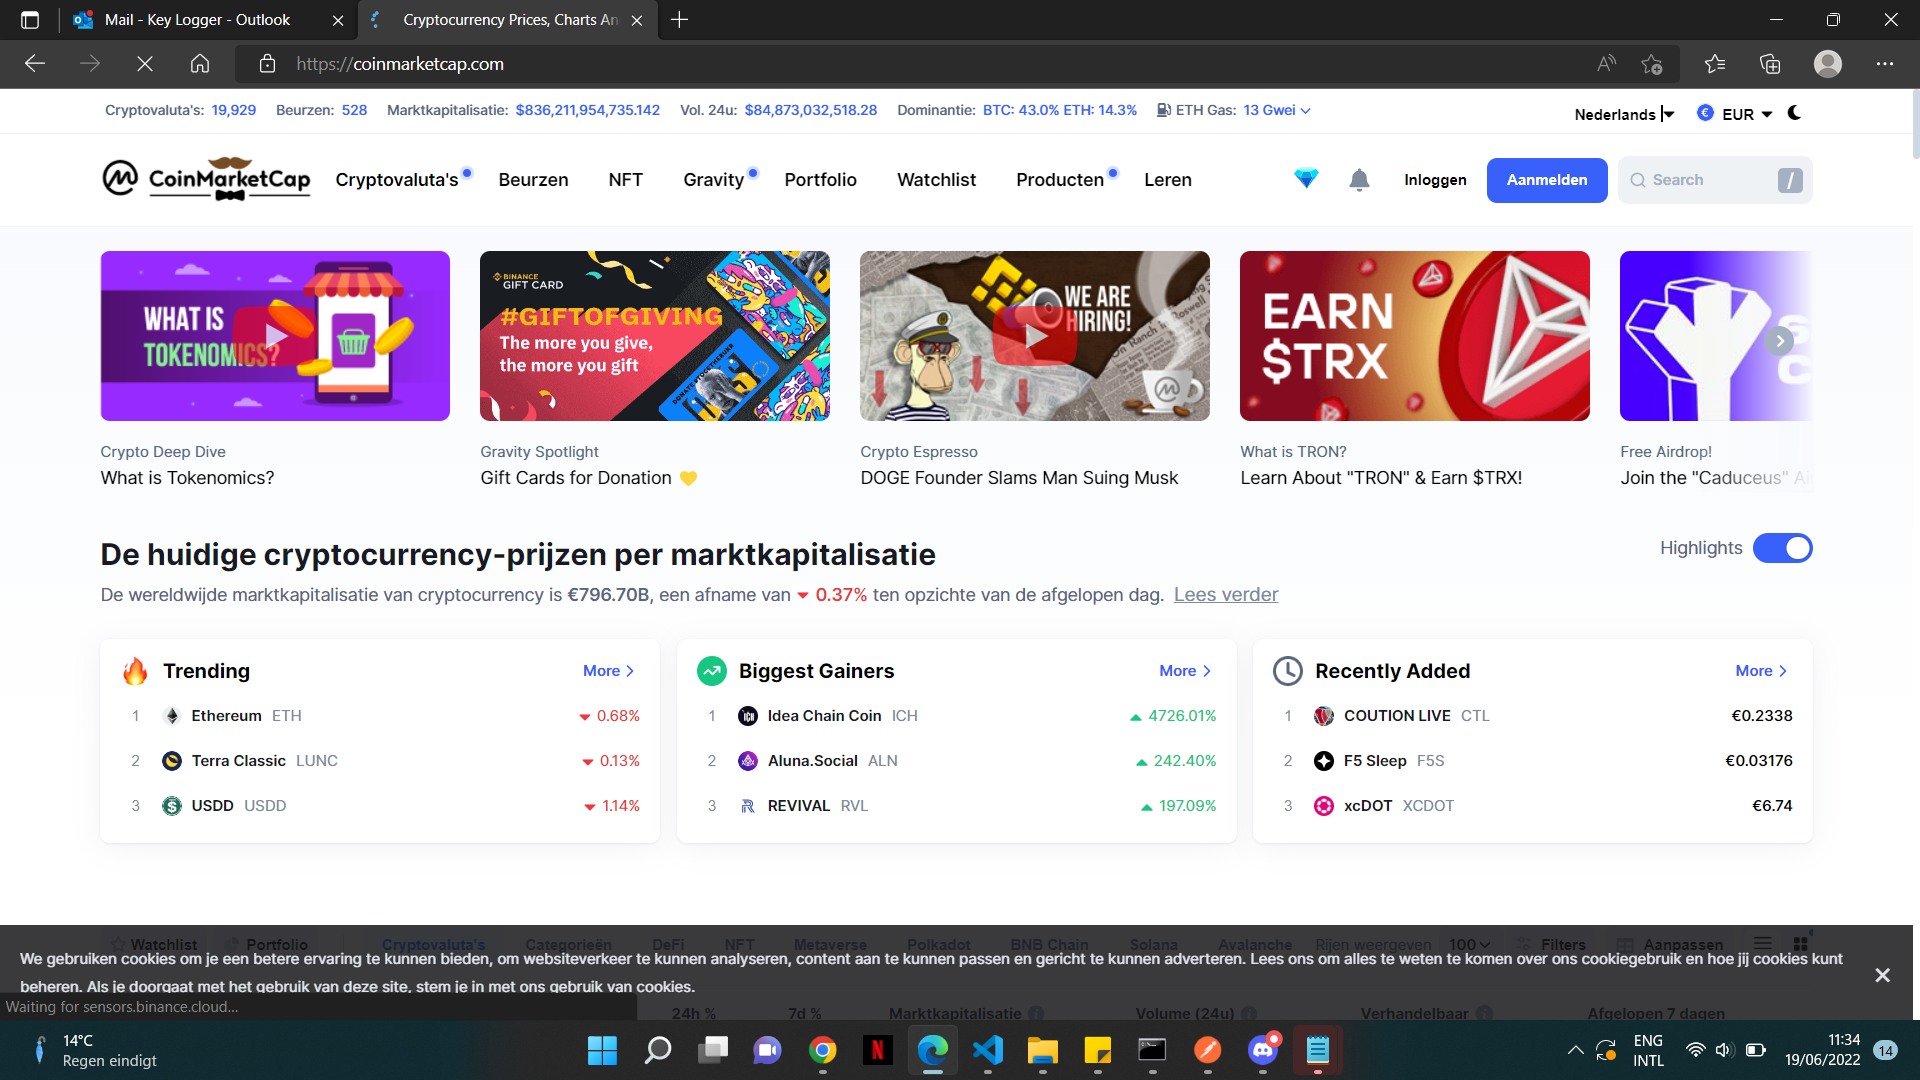 Mail - Key Logger - Outlook
Cryptocurrency Prices, Charts An
https://coinmarketcap.com
Cryptovaluta's: 19,929 Beurzen: 528 Marktkapitalisatie: $836,211,954,735.142 Vol. 24u: $84,873,032,518.28 Dominantie: BTC: 43.0% ETH: 14.3% ETH Gas: 13 Gwei
Nederlands EUR
CoinMarketCap Cryptovaluta's Beurzen NFT Gravity Portfolio Watchlist Producten Leren Inloggen Aanmelden Search /
WHAT IS
TOKENOMICS?
BINANCE
GIFT CARD
#GIFTOFGIVING
The more you give,
the more you gift
WE ARE
HIRING!
EARN
$TRX
Crypto Deep Dive
What is Tokenomics?
Gravity Spotlight
Gift Cards for Donation 💛
Crypto Espresso
DOGE Founder Slams Man Suing Musk
What is TRON?
Learn About "TRON" & Earn $TRX!
Free Airdrop!
Join the "Caduceus" Ai
De huidige cryptocurrency-prijzen per marktkapitalisatie
Highlights
De wereldwijde marktkapitalisatie van cryptocurrency is €796.70B, een afname van 0.37% ten opzichte van de afgelopen dag. Lees verder
Trending More
1 Ethereum ETH 0.68%
2 Terra Classic LUNC 0.13%
3 USDD USDD 1.14%
Biggest Gainers More
1 Idea Chain Coin ICH 4726.01%
2 Aluna.Social ALN 242.40%
3 REVIVAL RVL 197.09%
Recently Added More
1 COUTION LIVE CTL €0.2338
2 F5 Sleep F5S €0.03176
3 xcDOT XCDOT €6.74
Watchlist Portfolio Cryptovaluta's Categorieën DeFi NFT Metaverse Polkadot BNB Chain Solana Avalanche Rijen weergeven 100 Filters Aanpassen
We gebruiken cookies om je een betere ervaring te kunnen bieden, om websiteverkeer te kunnen analyseren, content aan te kunnen passen en gericht te kunnen adverteren. Lees ons om alles te weten te komen over ons cookiegebruik en hoe jij cookies kunt
beheren. Als je doorgaat met het gebruik van deze site, stem je in met ons gebruik van cookies.
Waiting for sensors.binance.cloud...
24h % 7d % Marktkapitalisatie Volume (24u) Verhandelbaar Afgelopen 7 dagen
14°C
Regen eindigt
ENG
INTL
11:34
19/06/2022
14